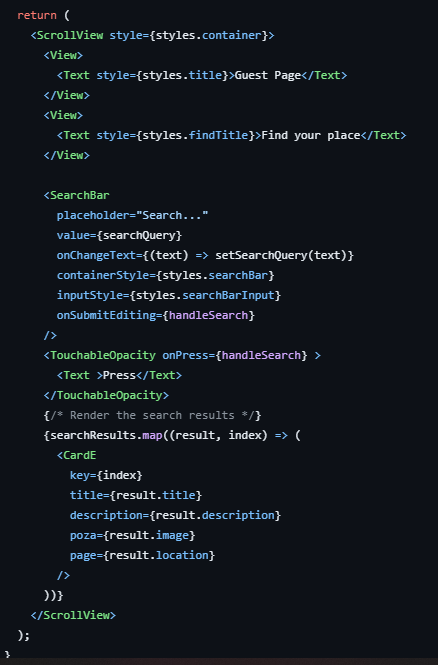 return (
<ScrollView style={styles.container}>
<View>
<Text style={styles.title}>Guest Page</Text>
</View>
<View>
<Text style={styles.findTitle}>Find your place</Text>
</View>
<SearchBar
placeholder="Search..."
value={searchQuery}
onChangeText={(text) => setSearchQuery(text)}
containerStyle={styles.searchBar}
inputStyle={styles.searchBarInput}
onSubmitEditing={handleSearch}
/>
<TouchableOpacity onPress={handleSearch} >
<Text >Press</Text>
</TouchableOpacity>
{/* Render the search results */}
{searchResults.map((result, index) => (
<CardE
key={index}
title={result.title}
description={result.description}
poza={result.image}
page={result.location}
/>
))}
</ScrollView>
);
}